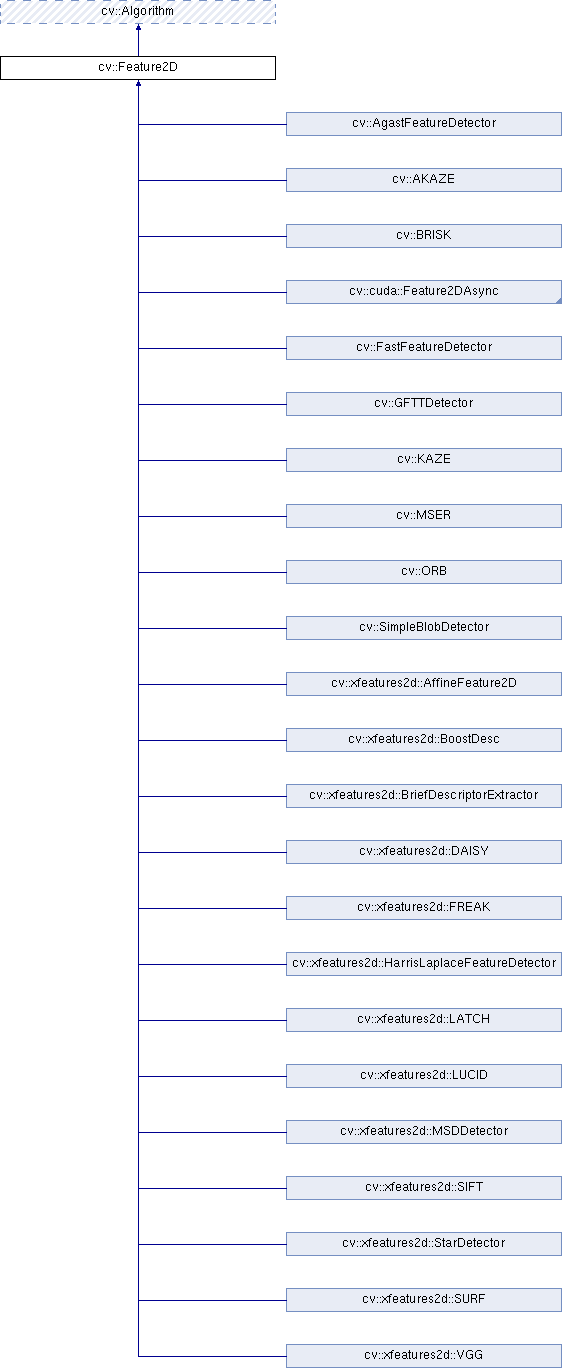 cv::Algorithm
cv::Feature2D
cv::AgastFeatureDetector
cv::AKAZE
cv::BRISK
cv::cuda::Feature2DAsync
cv::FastFeatureDetector
cv::GFTTDetector
cv::KAZE
cv::MSER
cv::ORB
cv::SimpleBlobDetector
cv::xfeatures2d::AffineFeature2D
cv::xfeatures2d::BoostDesc
cv::xfeatures2d::BriefDescriptorExtractor
cv::xfeatures2d::DAISY
cv::xfeatures2d::FREAK
cv::xfeatures2d::HarrisLaplaceFeatureDetector
cv::xfeatures2d::LATCH
cv::xfeatures2d::LUCID
cv::xfeatures2d::MSDDetector
cv::xfeatures2d::SIFT
cv::xfeatures2d::StarDetector
cv::xfeatures2d::SURF
cv::xfeatures2d::VGG